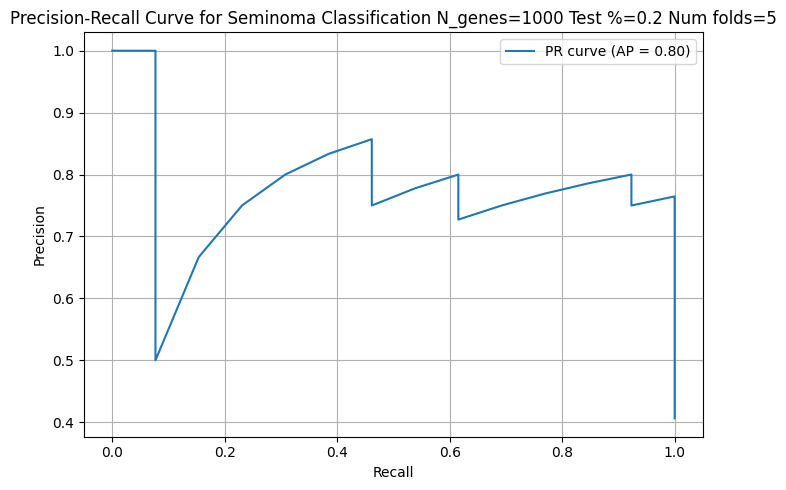 Precision-Recall Curve for Seminoma Classification N_genes=1000 Test %=0.2 Num folds=5
PR curve (AP = 0.80)
Precision
1.0
0.9
0.8
0.7
0.6
0.5
0.4
0.0 0.2 0.4 0.6 0.8 1.0
Recall